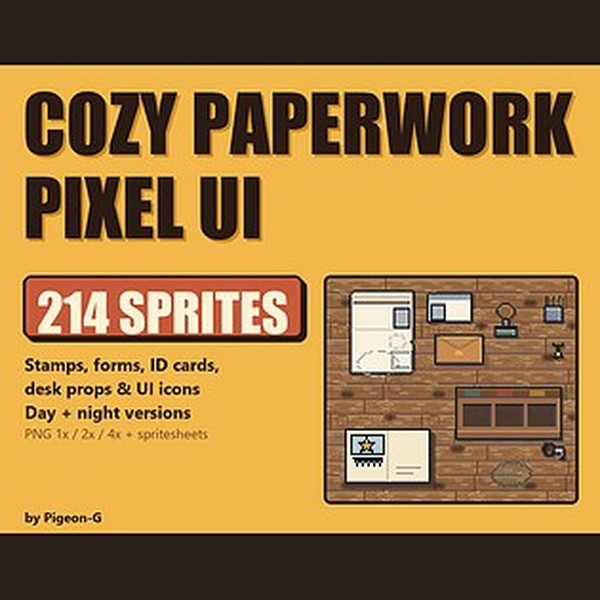 COZY PAPERWORK
PIXEL UI
214 SPRITES
Stamps, forms, ID cards,
desk props & UI icons
Day + night versions
PNG 1x / 2x / 4x + spritesheets
by Pigeon-G